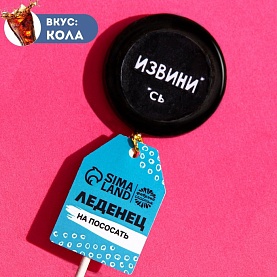 ВКУС:
КОЛА
ИЗВИНИ"
"СЬ
SIMA
LAND
ЛЕДЕНЕЦ
НА ПОСОСАТЬ